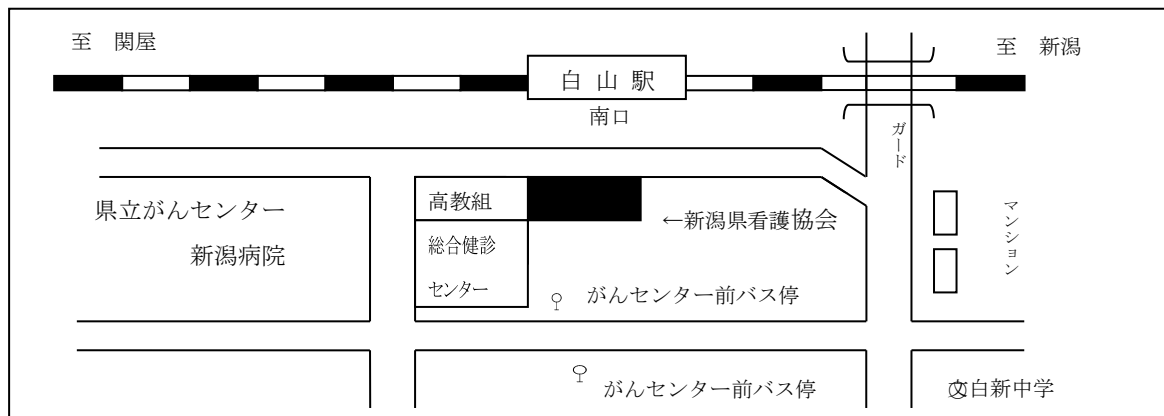 至 関屋
至 新潟
白 山 駅
南口
ガード
高教組
県立がんセンター
新潟病院
←新潟県看護協会
マンション
総合健診
センター
がんセンター前バス停
がんセンター前バス停
文白新中学